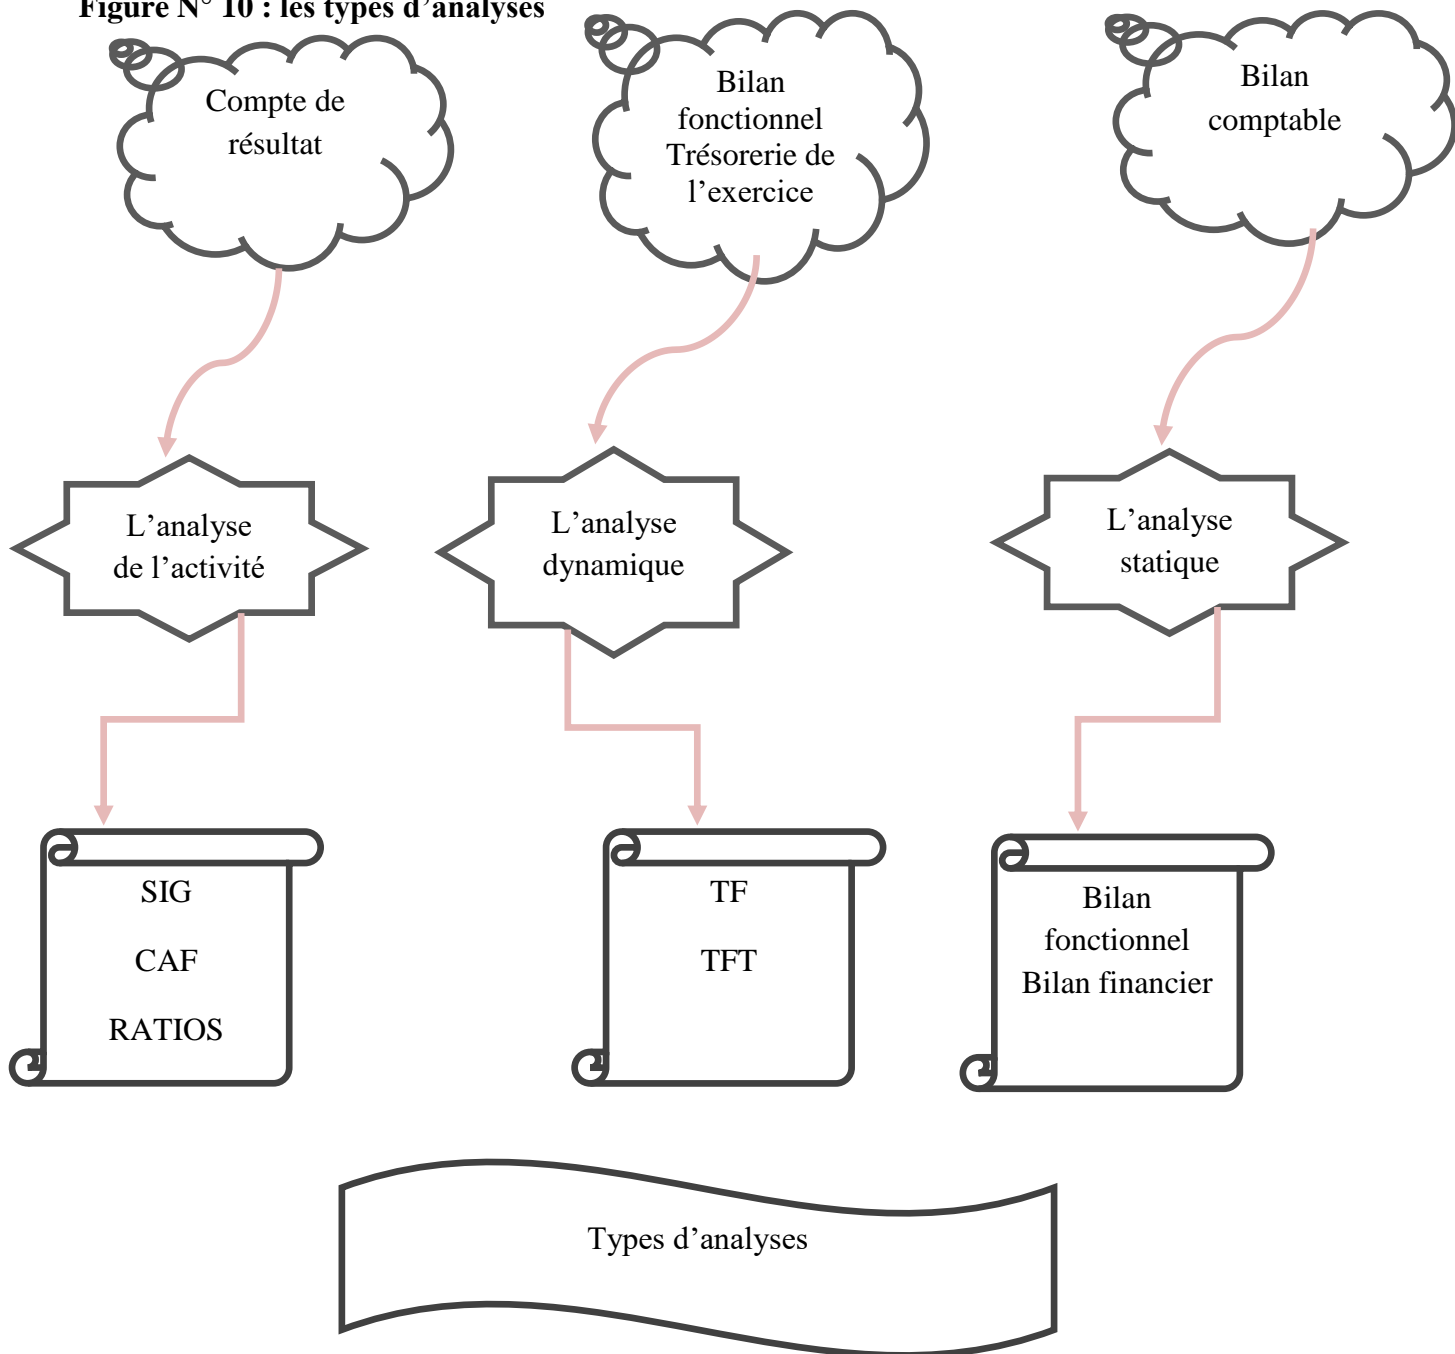 Figure N° 10 : les types d’analyses
Compte de
résultat
Bilan
fonctionnel
Trésorerie de
l’exercice
Bilan
comptable
L’analyse
de l’activité
L’analyse
dynamique
L’analyse
statique
SIG
CAF
RATIOS
TF
TFT
Bilan
fonctionnel
Bilan financier
Types d’analyses